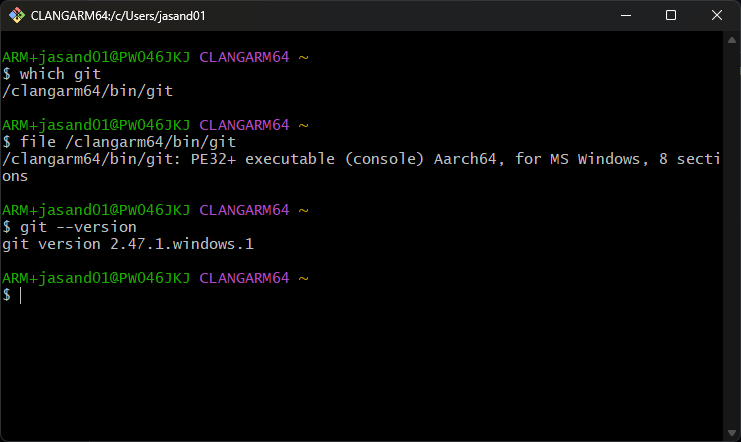 CLANGARM64:/c/Users/jasand01
ARM+jasand01@PW046JKJ CLANGARM64 ~
$ which git
/clangarm64/bin/git
ARM+jasand01@PW046JKJ CLANGARM64 ~
$ file /clangarm64/bin/git
/clangarm64/bin/git: PE32+ executable (console) Aarch64, for MS Windows, 8 secti
ons
ARM+jasand01@PW046JKJ CLANGARM64 ~
$ git --version
git version 2.47.1.windows.1
ARM+jasand01@PW046JKJ CLANGARM64 ~
$